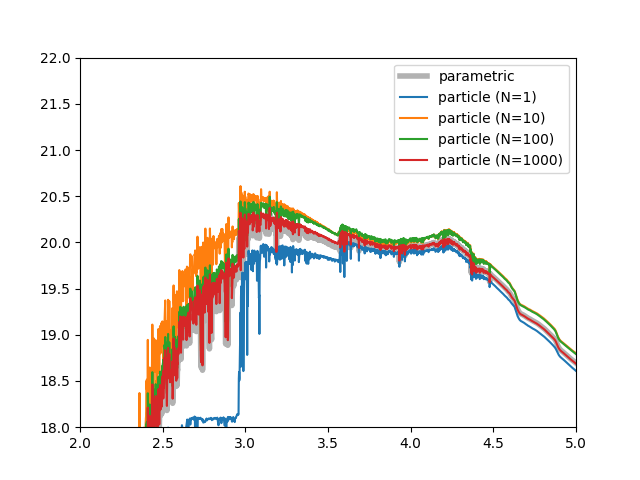 22.0
21.5
21.0
20.5
20.0
19.5
19.0
18.5
18.0
2.0 2.5 3.0 3.5 4.0 4.5 5.0
parametric
particle (N=1)
particle (N=10)
particle (N=100)
particle (N=1000)